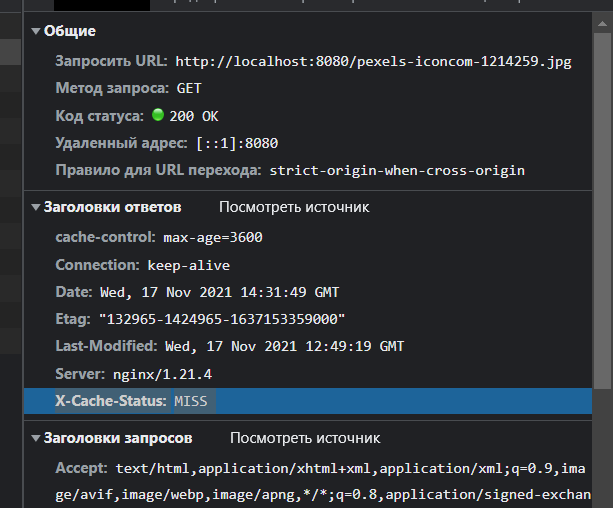 Общие
Запросить URL: http://localhost:8080/pexels-iconcom-1214259.jpg
Метод запроса: GET
Код статуса: 200 OK
Удаленный адрес: [::1]:8080
Правило для URL перехода: strict-origin-when-cross-origin
Заголовки ответов Посмотреть источник
cache-control: max-age=3600
Connection: keep-alive
Date: Wed, 17 Nov 2021 14:31:49 GMT
Etag: "132965-1424965-1637153359000"
Last-Modified: Wed, 17 Nov 2021 12:49:19 GMT
Server: nginx/1.21.4
X-Cache-Status: MISS
Заголовки запросов Посмотреть источник
Accept: text/html,application/xhtml+xml,application/xml;q=0.9,ima
ge/avif,image/webp,image/apng,*/*;q=0.8,application/signed-exchan